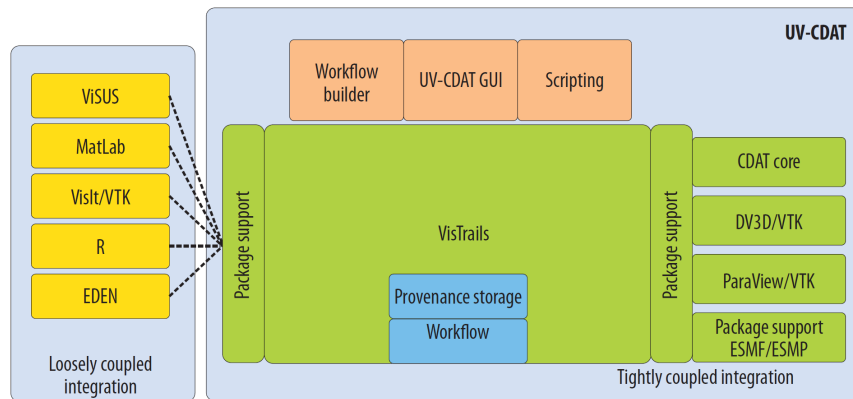 UV-CDAT
ViSUS
MatLab
VisIt/VTK
R
EDEN
Loosely coupled
integration
Workflow
builder
UV-CDAT GUI
Scripting
Package support
VisTrails
Provenance storage
Workflow
Package support
CDAT core
DV3D/VTK
ParaView/VTK
Package support
ESMF/ESMP
Tightly coupled integration